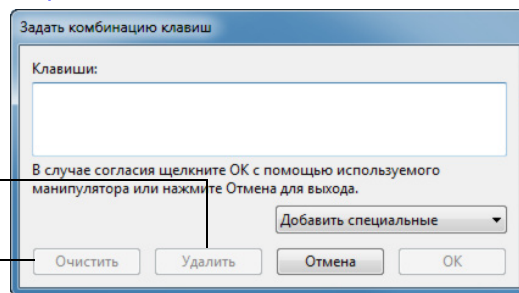 Задать комбинацию клавиш
Клавиши:
В случае согласия щелкните ОК с помощью используемого
манипулятора или нажмите Отмена для выхода.
Добавить специальные
Очистить Удалить Отмена ОК